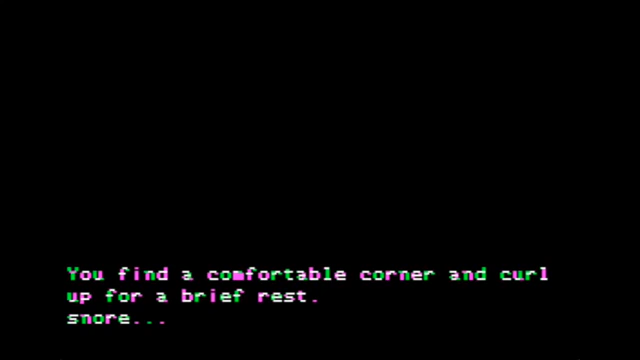 You find a comfortable corner and curl
up for a brief rest.
snore...